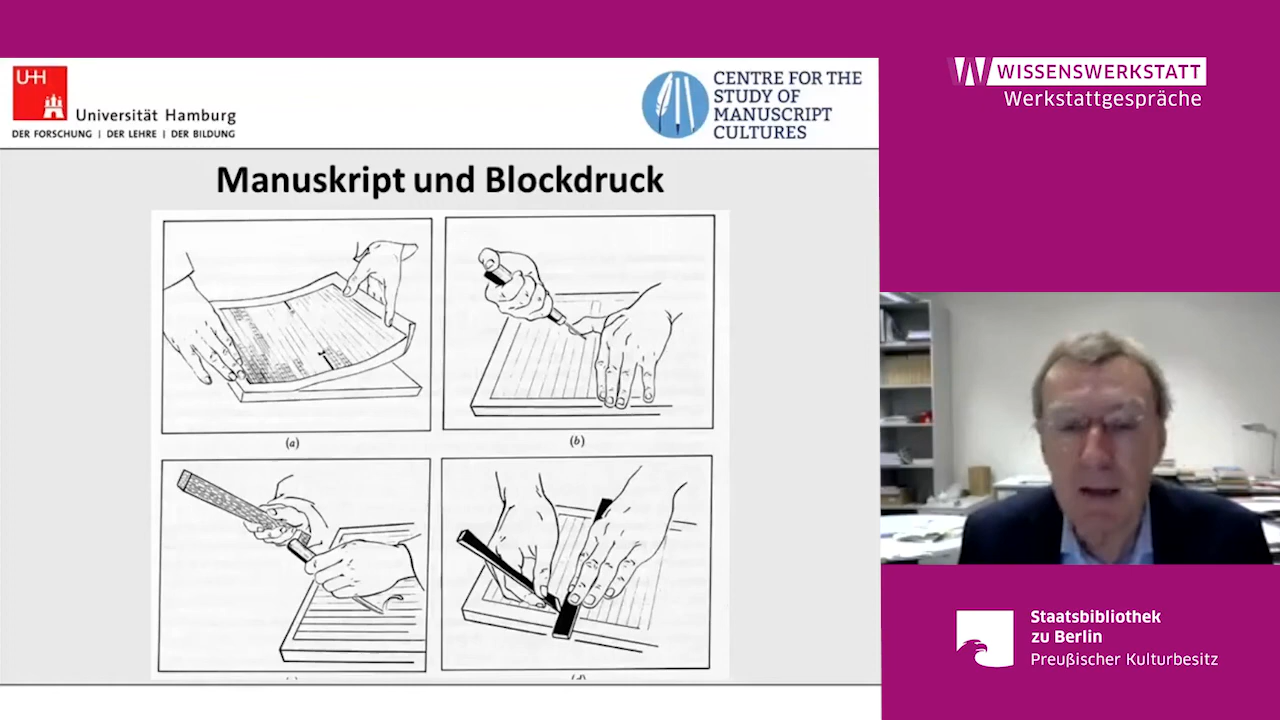 UHH
Universität Hamburg
DER FORSCHUNG | DER LEHRE | DER BILDUNG
CENTRE FOR THE
STUDY OF
MANUSCRIPT
CULTURES
Manuskript und Blockdruck
(a)
(b)
WISSENSWERKSTATT
Werkstattgespräche
Staatsbibliothek
zu Berlin
Preußischer Kulturbesitz